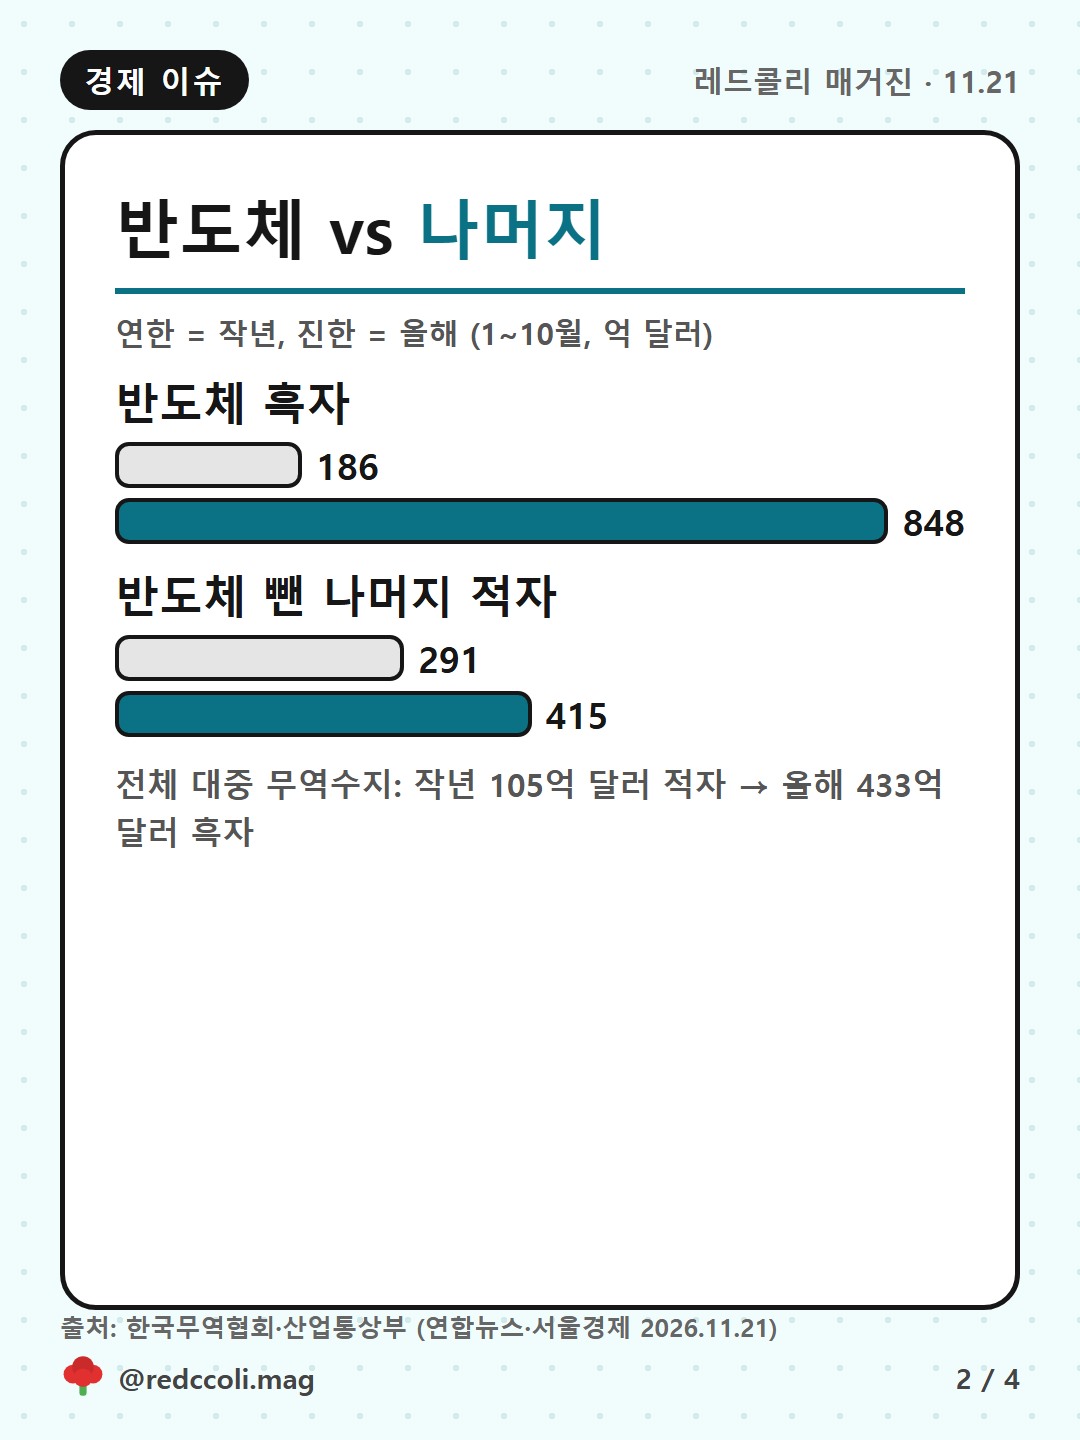 경제 이슈
레드콜리 매거진 · 11.21
반도체 vs 나머지
연한 = 작년, 진한 = 올해 (1~10월, 억 달러)
반도체 흑자
186
848
반도체 뺀 나머지 적자
291
415
전체 대중 무역수지: 작년 105억 달러 적자 → 올해 433억
달러 흑자
출처: 한국무역협회·산업통상부 (연합뉴스·서울경제 2026.11.21)
@redccoli.mag
2 / 4